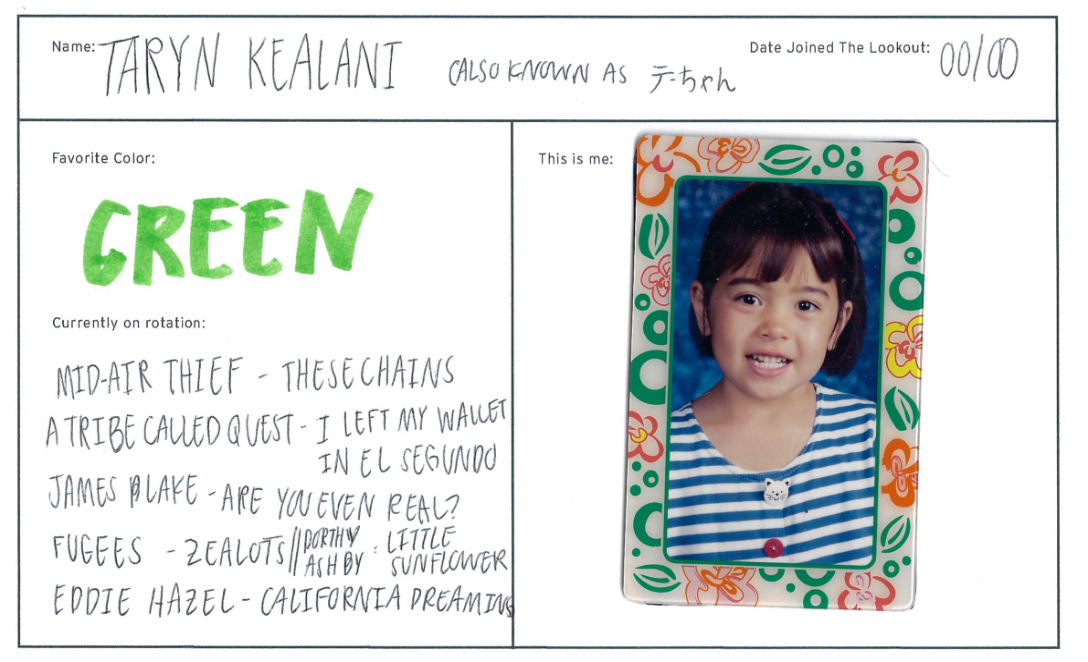 Name: TARYN KEALANI (ALSO KNOWN AS テーちゃん Date Joined The Lookout: 00/00
Favorite Color:
GREEN
Currently on rotation:
MID-AIR THIEF - THESE CHAINS
A TRIBE CALLED QUEST - I LEFT MY WALLET
IN EL SEGUNDO
JAMES BLAKE - ARE YOU EVEN REAL?
FUGEES - ZEALOTS // DORTHY ASHBY : LITTLE SUNFLOWER
EDDIE HAZEL - CALIFORNIA DREAMING
This is me: